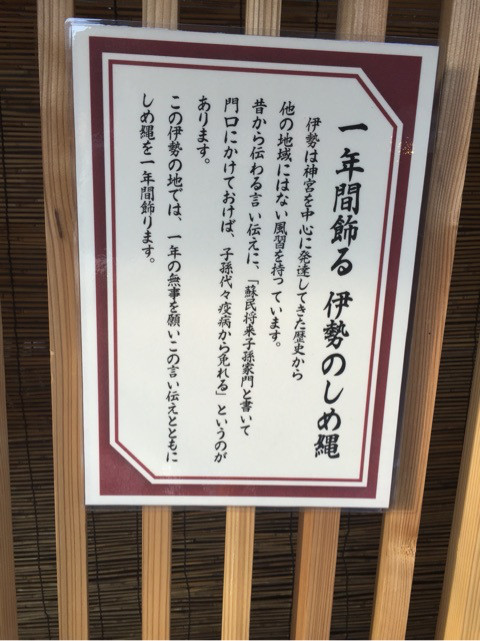 一年間飾る 伊勢のしめ縄
伊勢は神宮を中心に発達してきた歴史から
他の地域にはない風習を持っています。
昔から伝わる言い伝えに、「蘇民将来子孫家門と書いて
門口にかけておけば、子孫代々疫病から免れる」というのが
あります。
この伊勢の地では、一年の無事を願いこの言い伝えとともに
しめ縄を一年間飾ります。